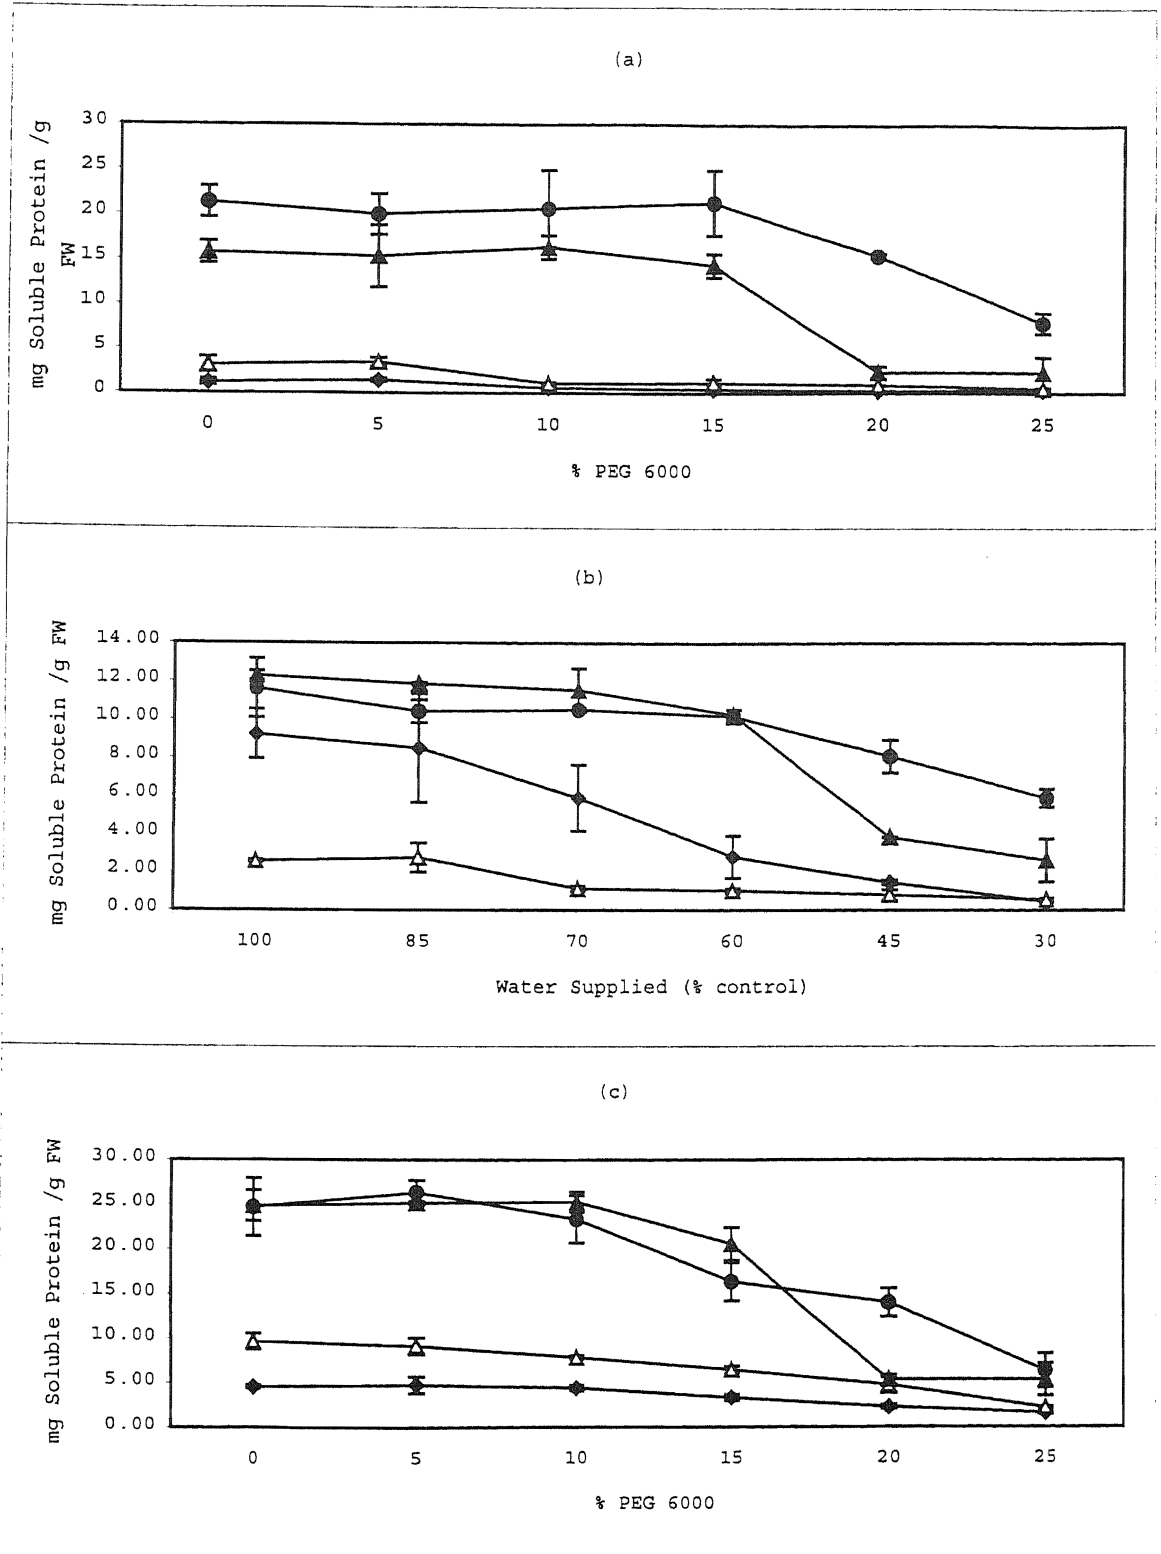 (a)
mg Soluble Protein /g
FW
30
25
20
15
10
5
0
0 5 10 15 20 25
% PEG 6000
(b)
mg Soluble Protein /g FW
14.00
12.00
10.00
8.00
6.00
4.00
2.00
0.00
100 85 70 60 45 30
Water Supplied (% control)
(c)
mg Soluble Protein /g FW
30.00
25.00
20.00
15.00
10.00
5.00
0.00
0 5 10 15 20 25
% PEG 6000